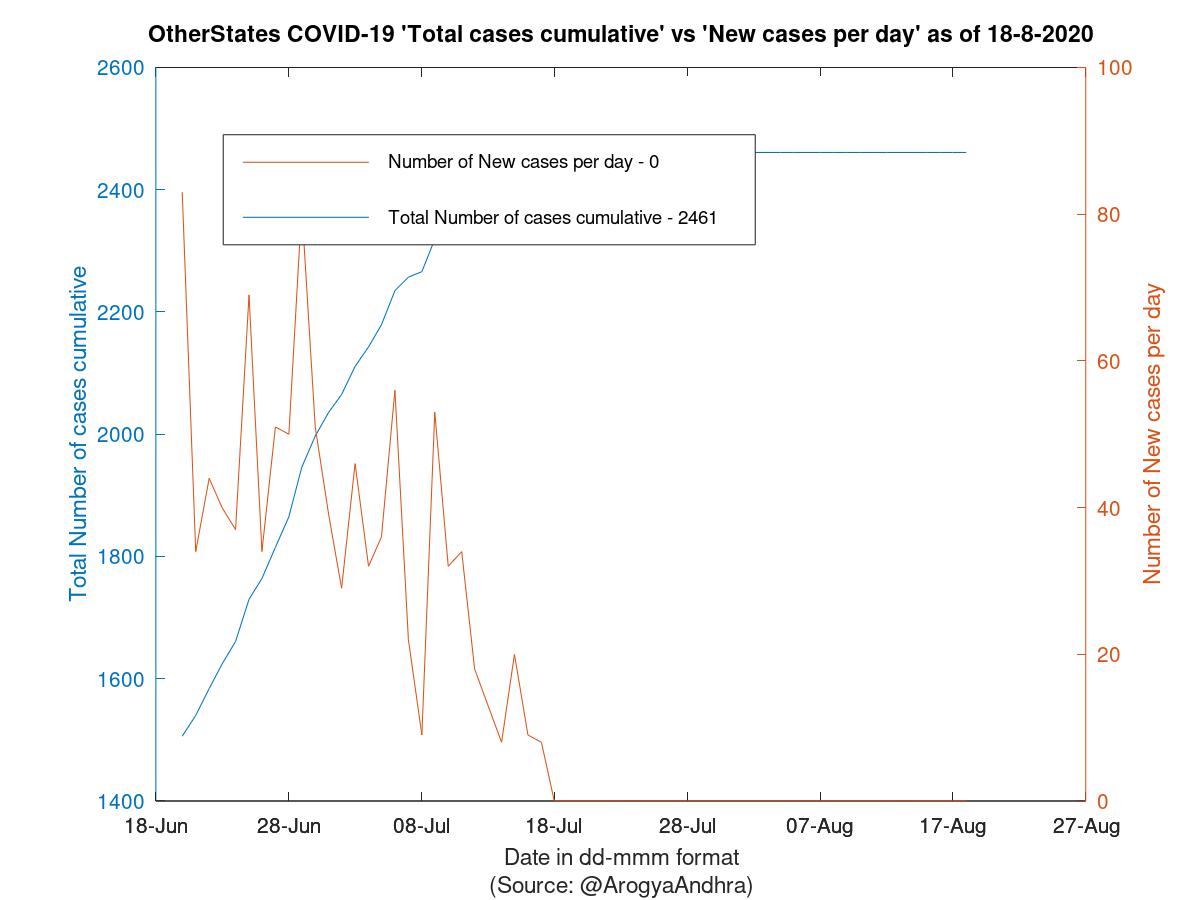 OtherStates COVID-19 'Total cases cumulative' vs 'New cases per day' as of 18-8-2020
2600
2400
2200
2000
1800
1600
1400
Total Number of cases cumulative
Number of New cases per day - 0
Total Number of cases cumulative - 2461
100
80
60
40
20
0
Number of New cases per day
18-Jun 28-Jun 08-Jul 18-Jul 28-Jul 07-Aug 17-Aug 27-Aug
Date in dd-mmm format
(Source: @ArogyaAndhra)